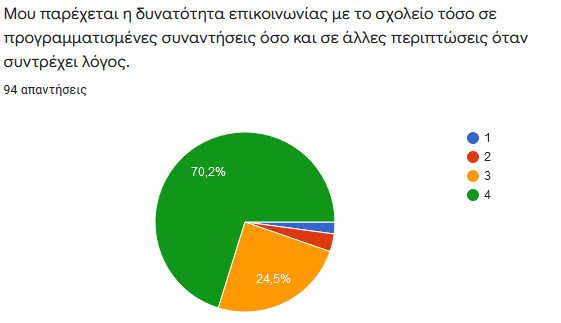 Μου παρέχεται η δυνατότητα επικοινωνίας με το σχολείο τόσο σε
προγραμματισμένες συναντήσεις όσο και σε άλλες περιπτώσεις όταν
συντρέχει λόγος.
94 απαντήσεις
1
2
3
4
70,2%
24,5%